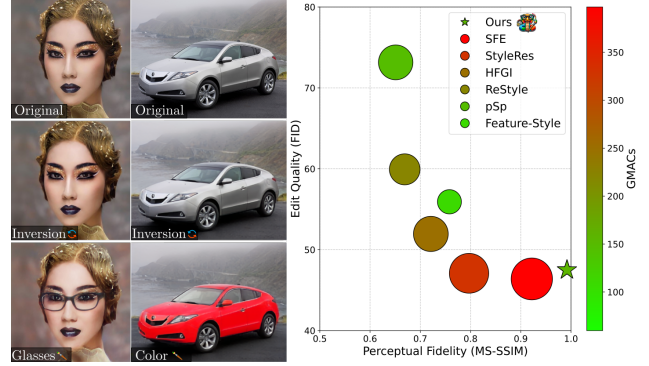 Original
Original
Inversion
Inversion
Glasses
Color
80
70
60
50
40
Edit Quality (FID)
0.5 0.6 0.7 0.8 0.9 1.0
Perceptual Fidelity (MS-SSIM)
Ours
SFE
StyleRes
HFGI
ReStyle
pSp
Feature-Style
350
300
250
200
150
100
GMACs